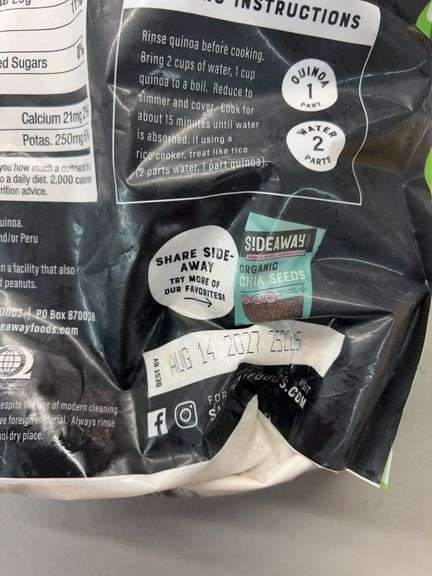 INSTRUCTIONS
Rinse quinoa before cooking.
Bring 2 cups of water, 1 cup
quinoa to a boil. Reduce to
simmer and cover. Cook for
about 15 minutes until water
is absorbed. If using a
rice cooker, treat like rice
(2 parts water, 1 part quinoa).
QUINOA
1
PART
WATER
2
PARTS
ed Sugars
Calcium 21mg 2%
Potas. 250mg
you how much a nutrient
to a daily diet. 2,000
rition advice.
uinoa.
nd/or Peru
n a facility that also
d peanuts.
PO Box 87003
deawayfoods.com
SHARE SIDE-
AWAY
TRY MORE OF
OUR FAVORITES!
SIDEAWAY
ORGANIC
CHIA SEEDS
BEST BY
AUG 14 2027
FOR
espite the use of modern cleaning
ve foreign material. Always rinse
ol dry place.